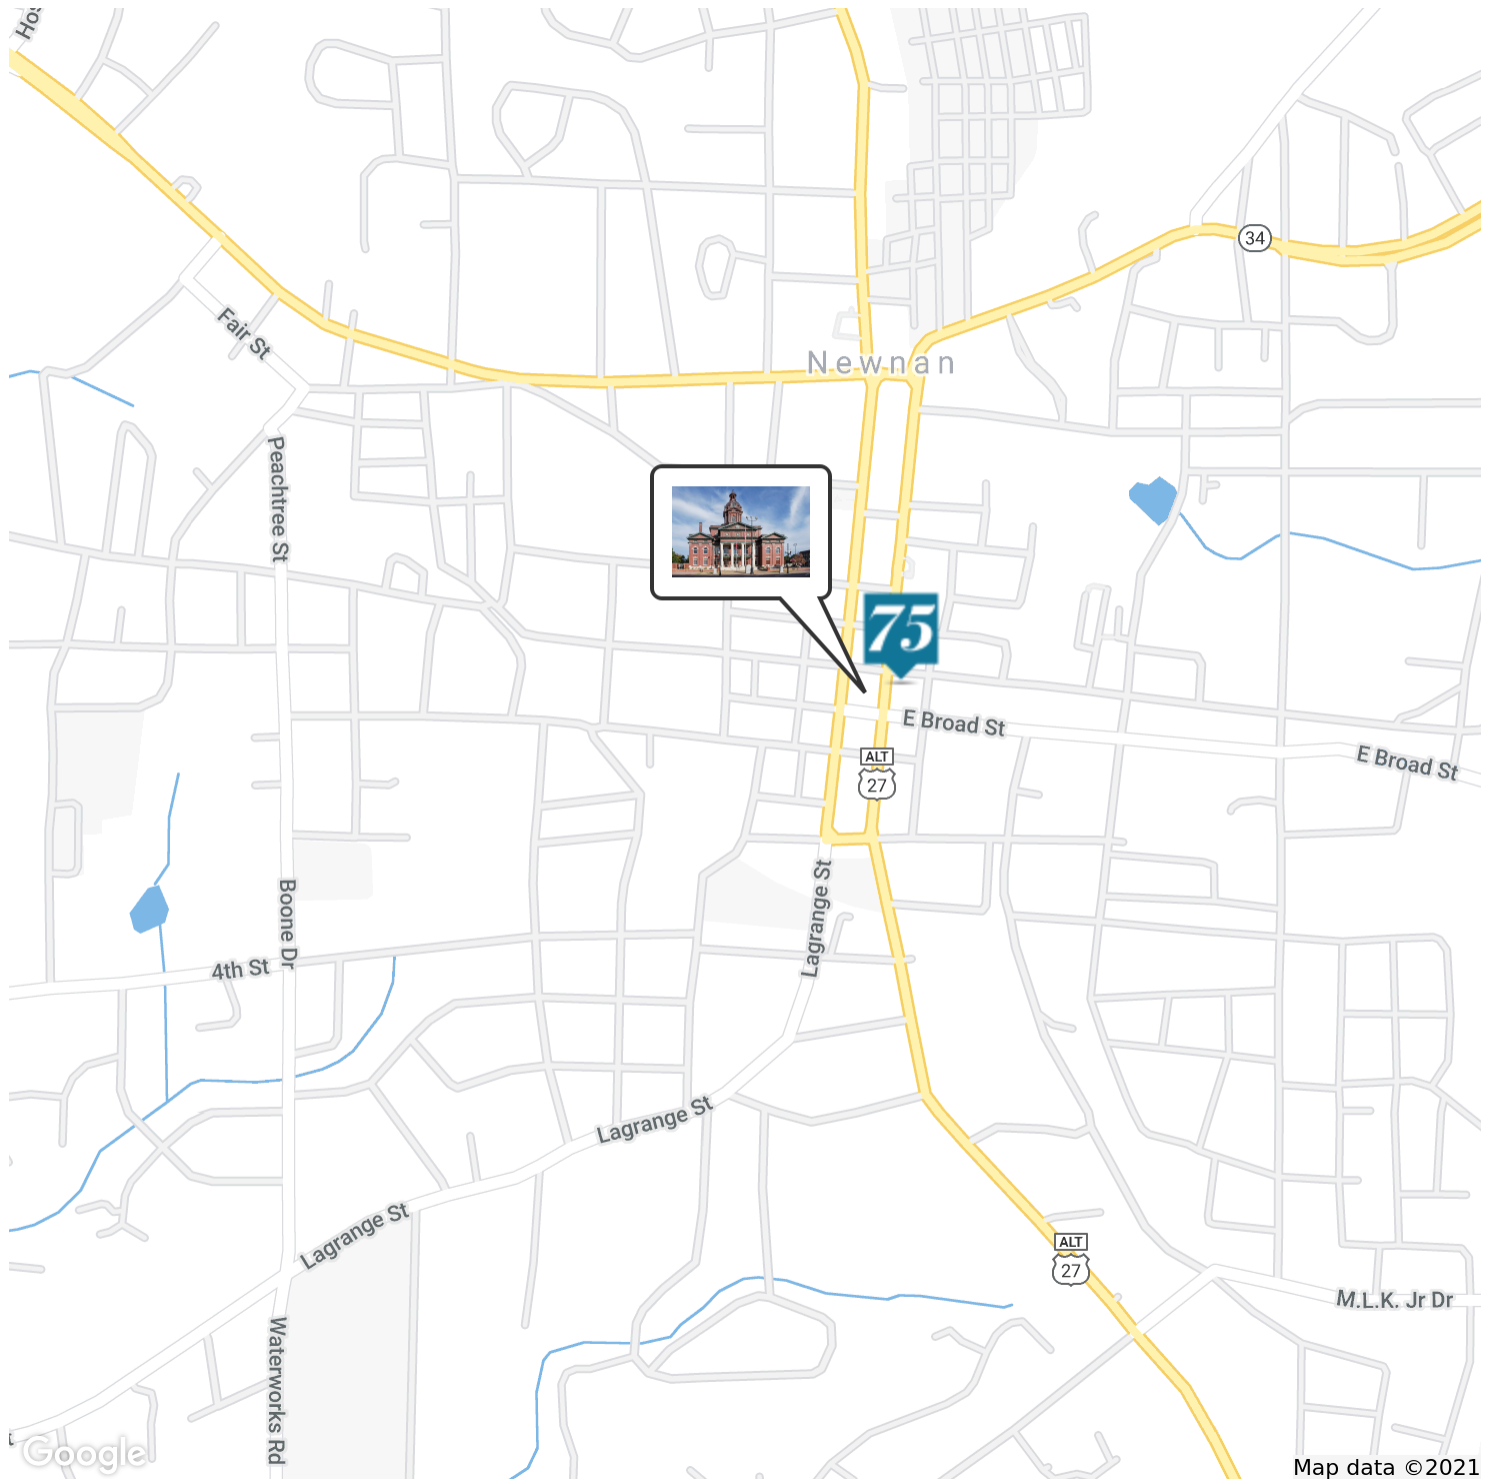 Hos
34
Fair St
Newnan
Peachtree St
75
E Broad St
E Broad St
ALT
27
Lagrange St
Boone Dr
4th St
Lagrange St
Lagrange St
ALT
27
M.L.K. Jr Dr
Waterworks Rd
Google
Map data ©2021